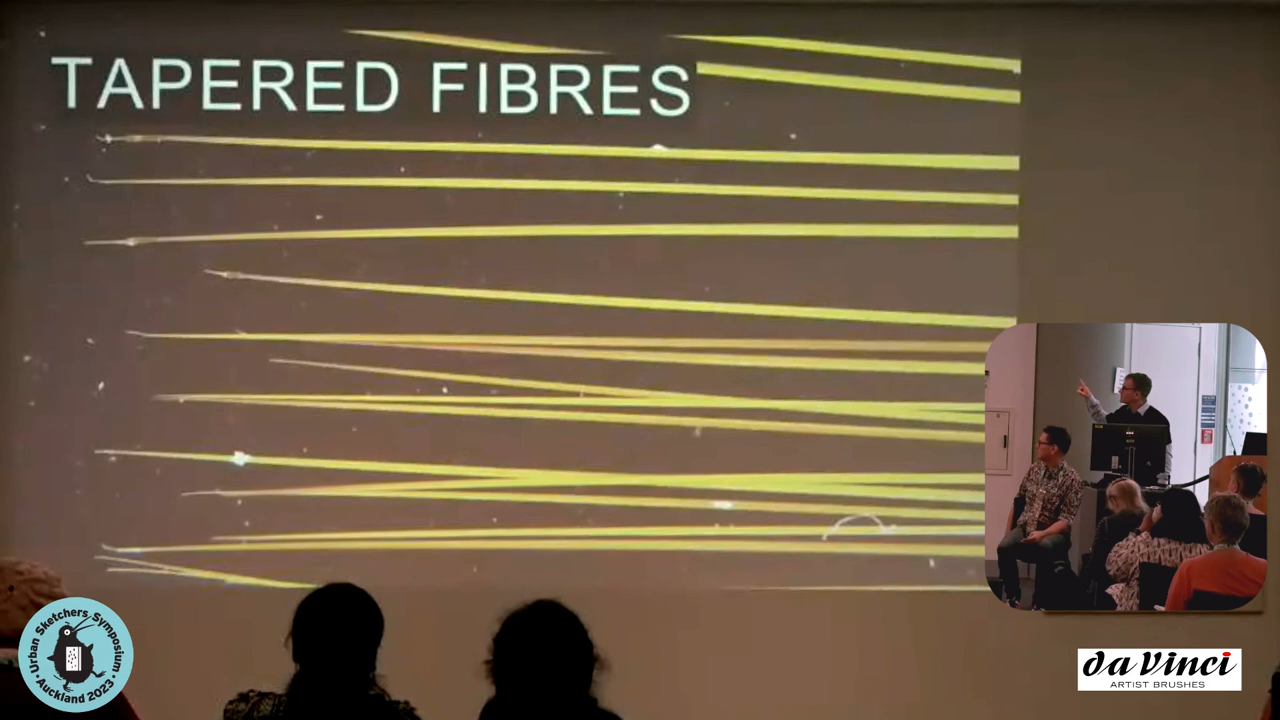 TAPERED FIBRES
Urban Sketchers Symposium
Auckland 2023
da Vinci
ARTIST BRUSHES